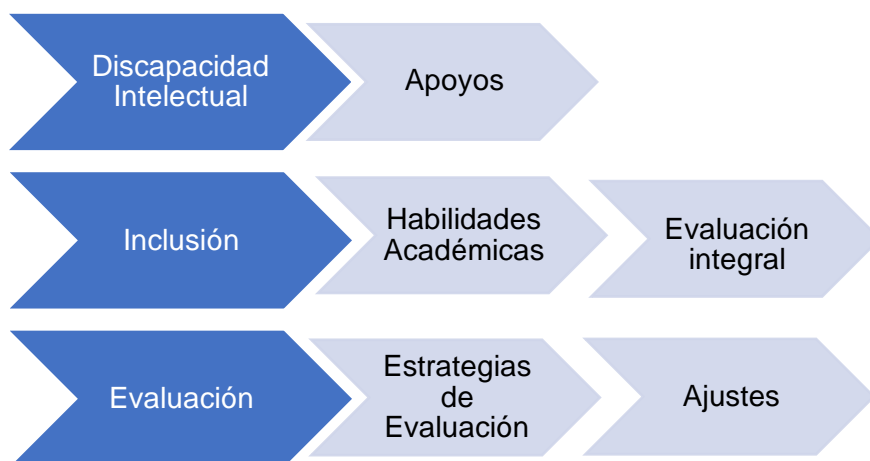 Discapacidad
Intelectual
Apoyos
Inclusión
Habilidades
Académicas
Evaluación
integral
Evaluación
Estrategias
de
Evaluación
Ajustes